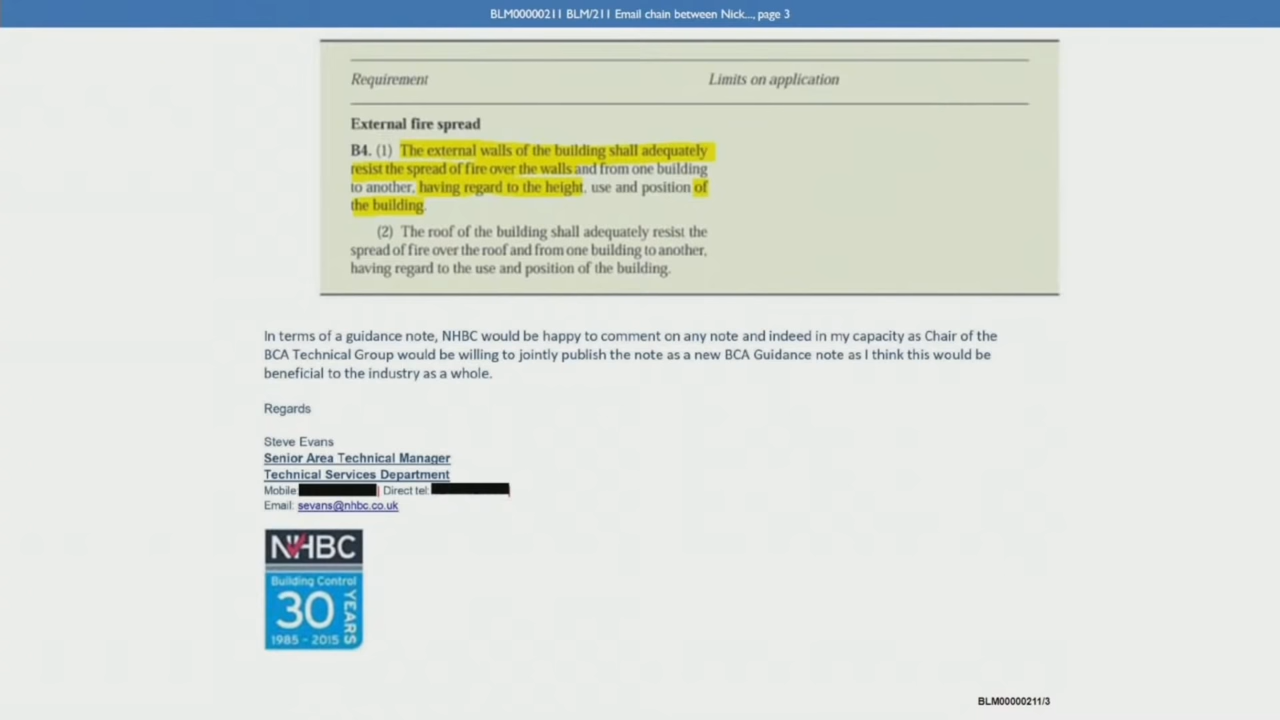 BLM00000211 BLM/211 Email chain between Nick..., page 3
Requirement Limits on application
External fire spread
B4. (1) The external walls of the building shall adequately
resist the spread of fire over the walls and from one building
to another, having regard to the height, use and position of
the building.
(2) The roof of the building shall adequately resist the
spread of fire over the roof and from one building to another,
having regard to the use and position of the building.
In terms of a guidance note, NHBC would be happy to comment on any note and indeed in my capacity as Chair of the
BCA Technical Group would be willing to jointly publish the note as a new BCA Guidance note as I think this would be
beneficial to the industry as a whole.
Regards
Steve Evans
Senior Area Technical Manager
Technical Services Department
Mobile | Direct tel:
Email: sevans@nhbc.co.uk
NHBC
Building Control
30 YEARS
1985 - 2015
BLM00000211/3